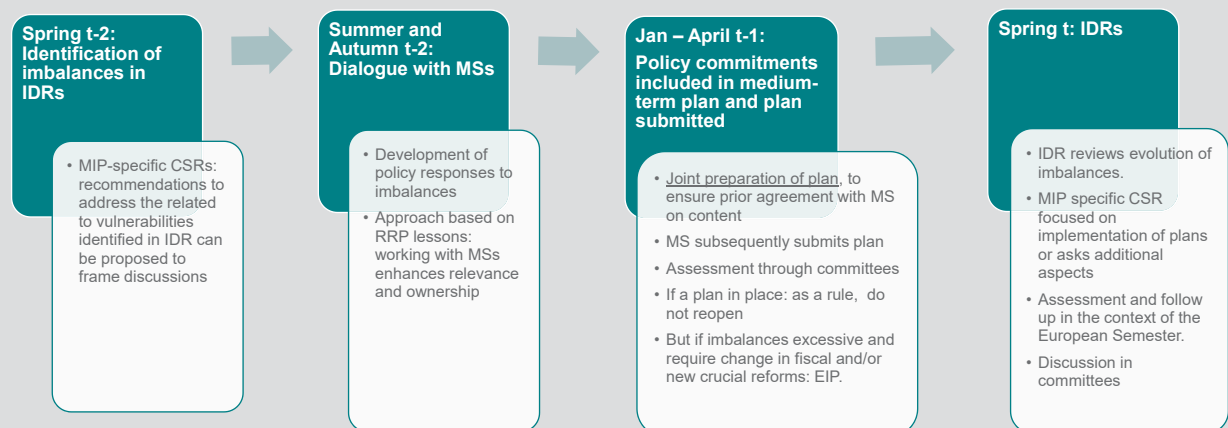 Spring t-2:
Identification of
imbalances in
IDRs
• MIP-specific CSRs:
recommendations to
address the related
to vulnerabilities
identified in IDR can
be proposed to
frame discussions
Summer and
Autumn t-2:
Dialogue with MSs
• Development of
policy responses to
imbalances
• Approach based on
RRP lessons:
working with MSs
enhances relevance
and ownership
Jan – April t-1:
Policy commitments
included in medium-
term plan and plan
submitted
• Joint preparation of plan, to
ensure prior agreement with MS
on content
• MS subsequently submits plan
• Assessment through committees
• If a plan in place: as a rule, do
not reopen
• But if imbalances excessive and
require change in fiscal and/or
new crucial reforms: EIP.
Spring t: IDRs
• IDR reviews evolution of
imbalances.
• MIP specific CSR
focused on
implementation of plans
or asks additional
aspects
• Assessment and follow
up in the context of the
European Semester.
• Discussion in
committees